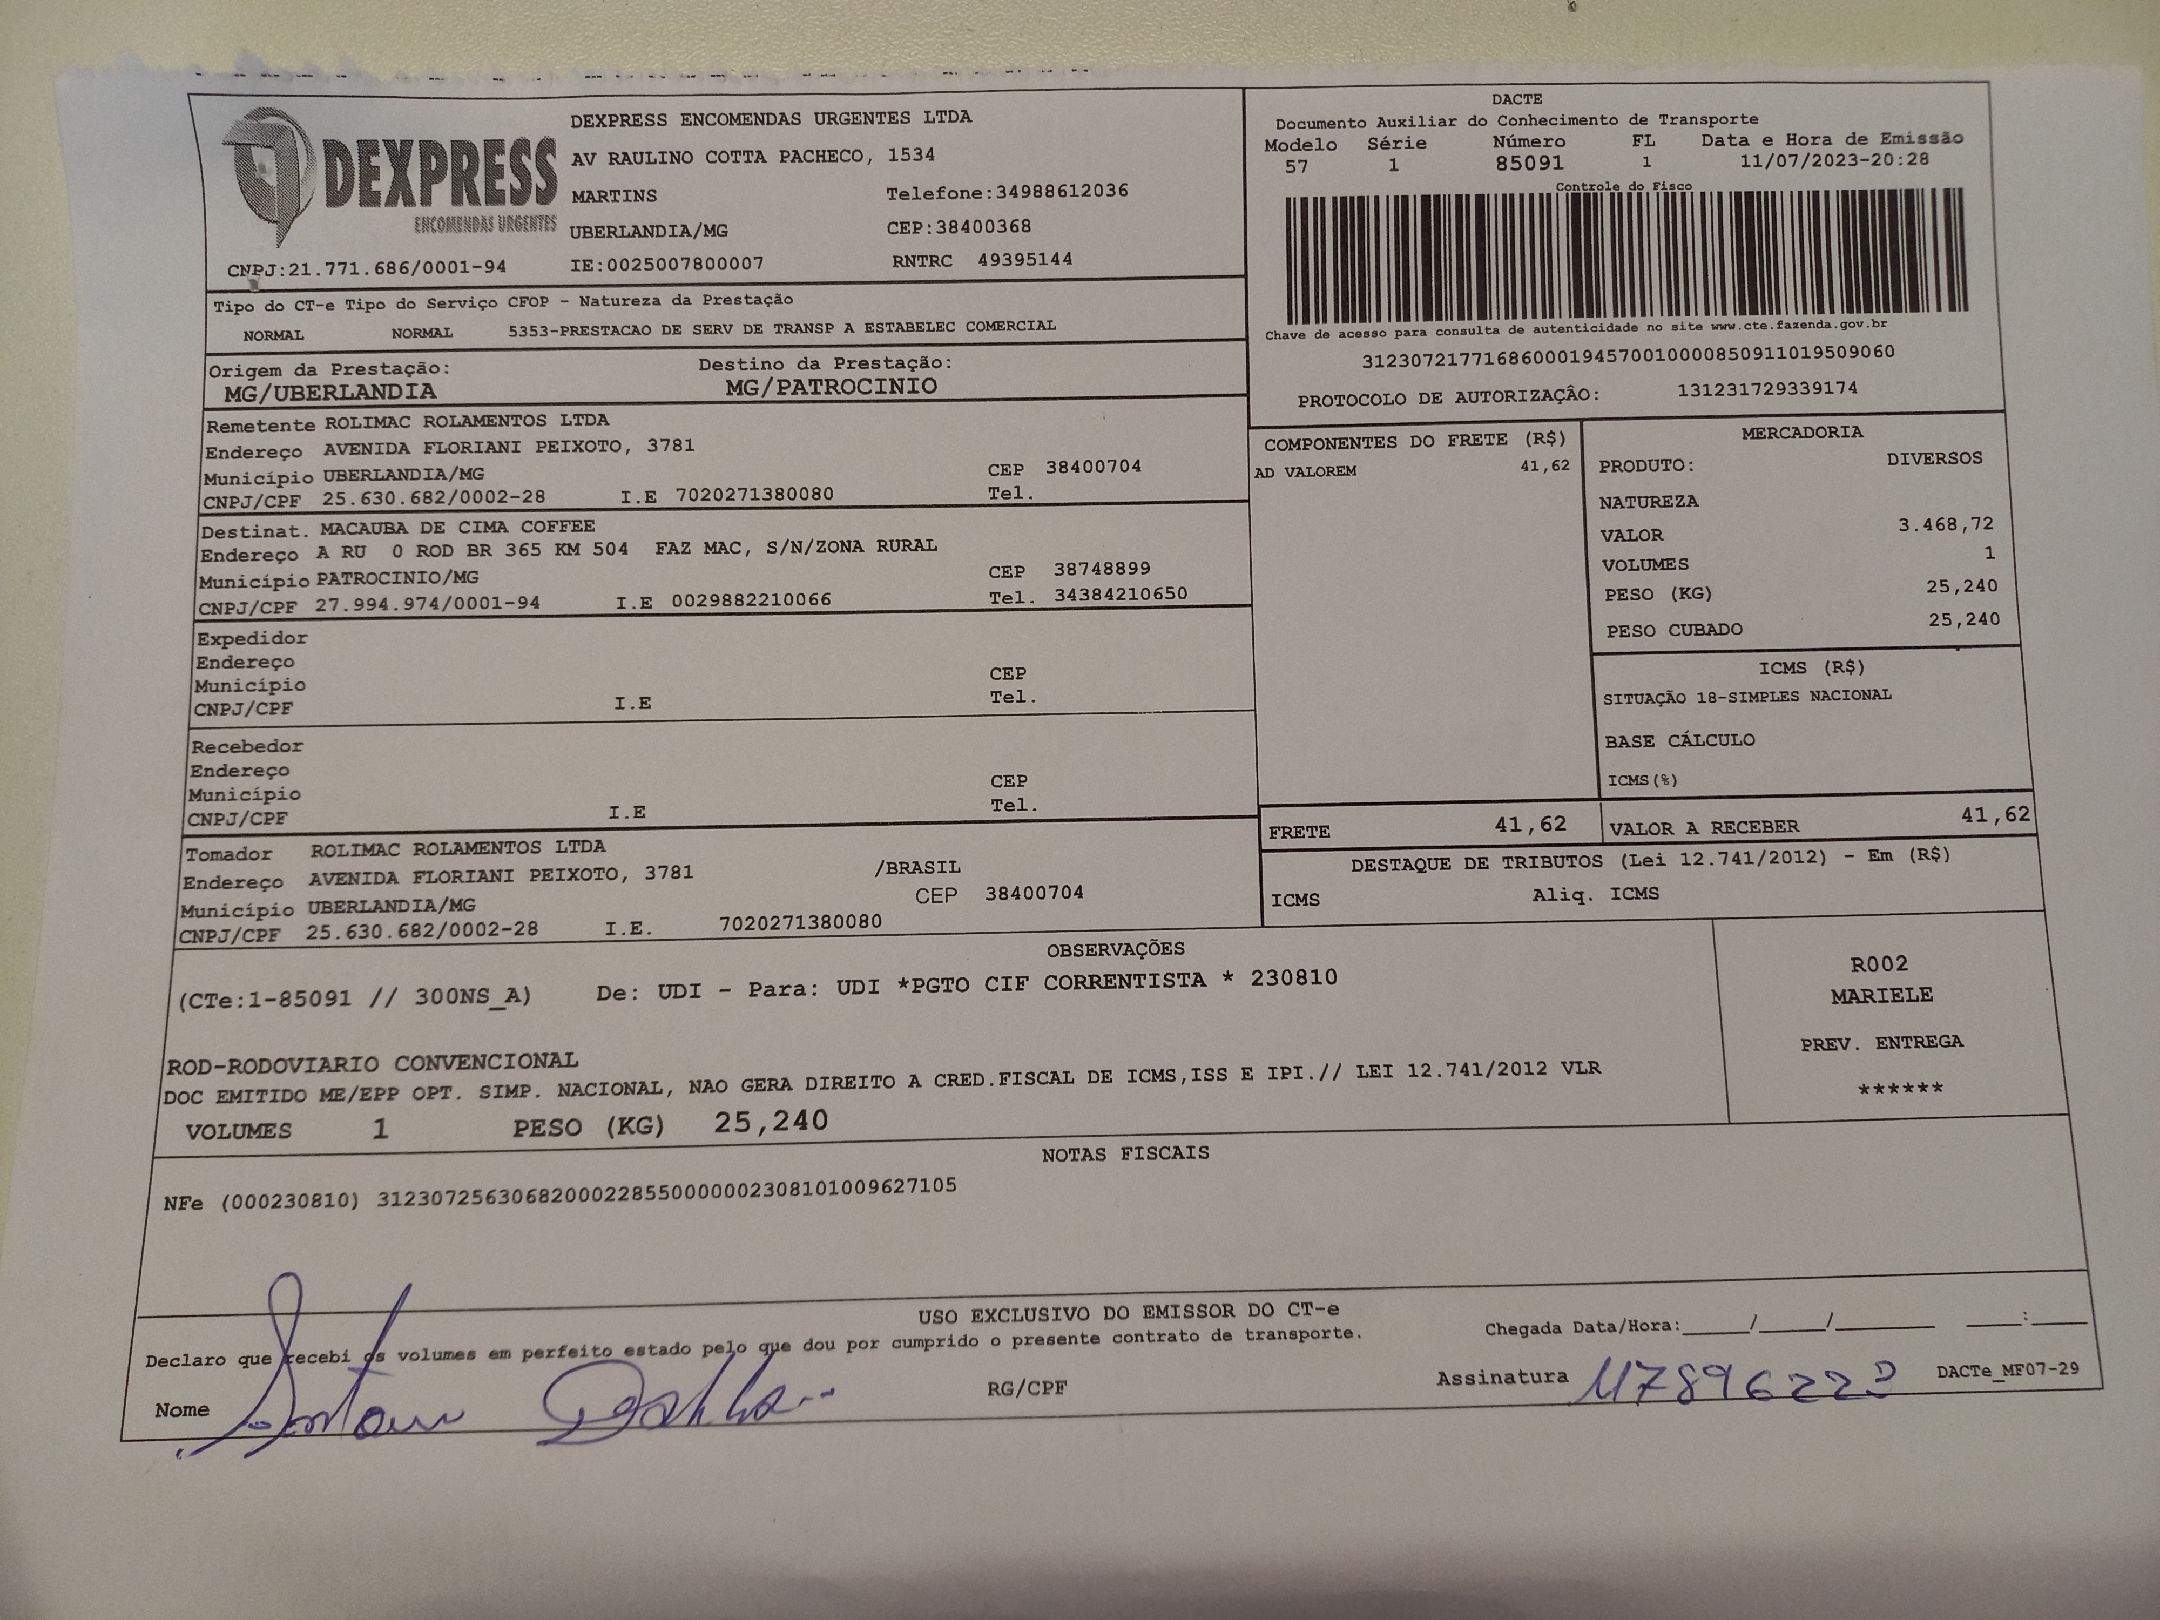 DEXPRESS
ENCOMENDAS URGENTES
CNPJ:21.771.686/0001-94
DEXPRESS ENCOMENDAS URGENTES LTDA
AV RAULINO COTTA PACHECO, 1534
MARTINS Telefone:34988612036
UBERLANDIA/MG CEP:38400368
IE:0025007800007 RNTRC 49395144
DACTE
Documento Auxiliar do Conhecimento de Transporte
Modelo Série Número FL Data e Hora de Emissão
57 1 85091 1 11/07/2023-20:28
Controle do Fisco
Chave de acesso para consulta de autenticidade no site www.cte.fazenda.gov.br
31230721771686000194570010000850911019509060
PROTOCOLO DE AUTORIZAÇÂO: 131231729339174
Tipo do CT-e Tipo do Serviço CFOP - Natureza da Prestação
NORMAL NORMAL 5353-PRESTACAO DE SERV DE TRANSP A ESTABELEC COMERCIAL
Origem da Prestação: Destino da Prestação:
MG/UBERLANDIA MG/PATROCINIO
Remetente ROLIMAC ROLAMENTOS LTDA
Endereço AVENIDA FLORIANI PEIXOTO, 3781
Município UBERLANDIA/MG CEP 38400704
CNPJ/CPF 25.630.682/0002-28 I.E 7020271380080 Tel.
Destinat. MACAUBA DE CIMA COFFEE
Endereço A RU 0 ROD BR 365 KM 504 FAZ MAC, S/N/ZONA RURAL
Município PATROCINIO/MG CEP 38748899
CNPJ/CPF 27.994.974/0001-94 I.E 0029882210066 Tel. 34384210650
Expedidor
Endereço
Município CEP
CNPJ/CPF I.E Tel.
Recebedor
Endereço
Município CEP
CNPJ/CPF I.E Tel.
Tomador ROLIMAC ROLAMENTOS LTDA
Endereço AVENIDA FLORIANI PEIXOTO, 3781 /BRASIL
Município UBERLANDIA/MG CEP 38400704
CNPJ/CPF 25.630.682/0002-28 I.E. 7020271380080
COMPONENTES DO FRETE (R$)
AD VALOREM 41,62
MERCADORIA
PRODUTO: DIVERSOS
NATUREZA
VALOR 3.468,72
VOLUMES 1
PESO (KG) 25,240
PESO CUBADO 25,240
ICMS (R$)
SITUAÇÃO 18-SIMPLES NACIONAL
BASE CÁLCULO
ICMS(%)
FRETE 41,62 VALOR A RECEBER 41,62
DESTAQUE DE TRIBUTOS (Lei 12.741/2012) - Em (R$)
ICMS Aliq. ICMS
OBSERVAÇÕES
(CTe:1-85091 // 300NS_A) De: UDI - Para: UDI *PGTO CIF CORRENTISTA * 230810
ROD-RODOVIARIO CONVENCIONAL
DOC EMITIDO ME/EPP OPT. SIMP. NACIONAL, NAO GERA DIREITO A CRED.FISCAL DE ICMS,ISS E IPI.// LEI 12.741/2012 VLR
VOLUMES 1 PESO (KG) 25,240
R002
MARIELE
PREV. ENTREGA
******
NOTAS FISCAIS
NFe (000230810) 31230725630682000228550000002308101009627105
USO EXCLUSIVO DO EMISSOR DO CT-e
Declaro que recebi os volumes em perfeito estado pelo que dou por cumprido o presente contrato de transporte.
Chegada Data/Hora:_____/_____/_______ ____:____
Nome RG/CPF Assinatura DACTe_MF07-29